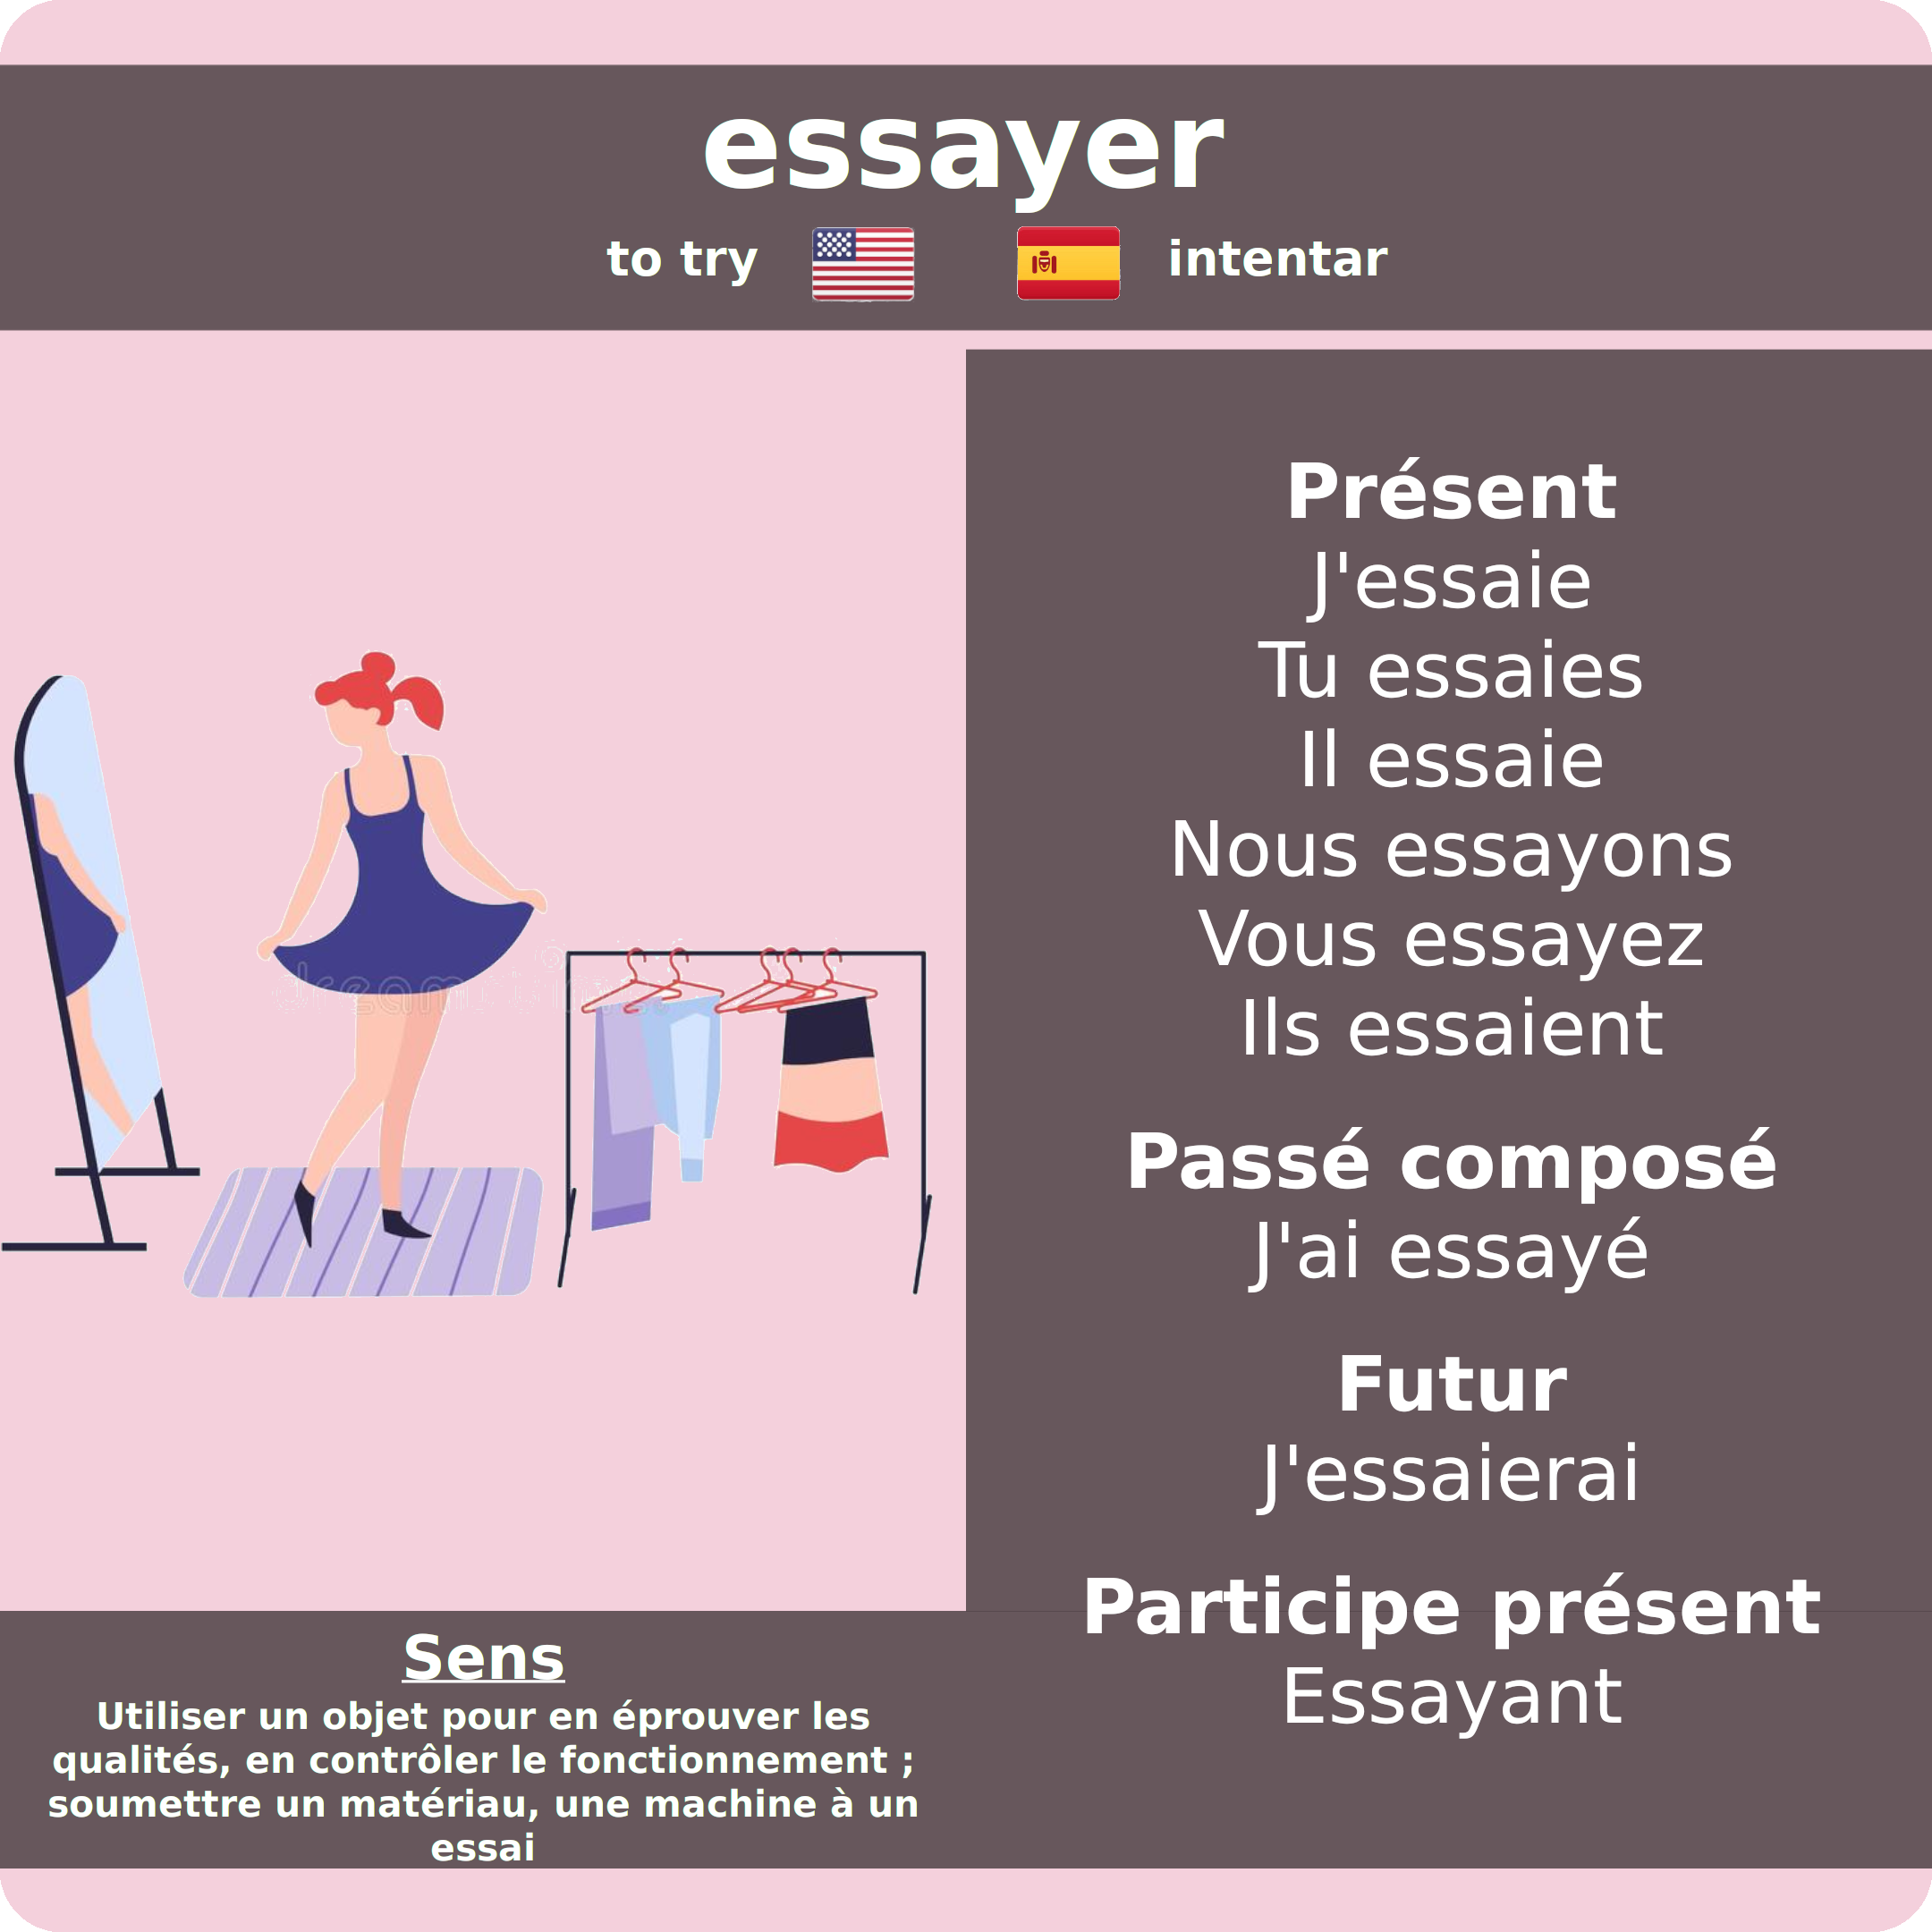 essayer
to try
intentar
Présent
J'essaie
Tu essaies
Il essaie
Nous essayons
Vous essayez
Ils essaient
Passé composé
J'ai essayé
Futur
J'essaierai
Participe présent
Essayant
dreamstime
Sens
Utiliser un objet pour en éprouver les
qualités, en contrôler le fonctionnement ;
soumettre un matériau, une machine à un
essai